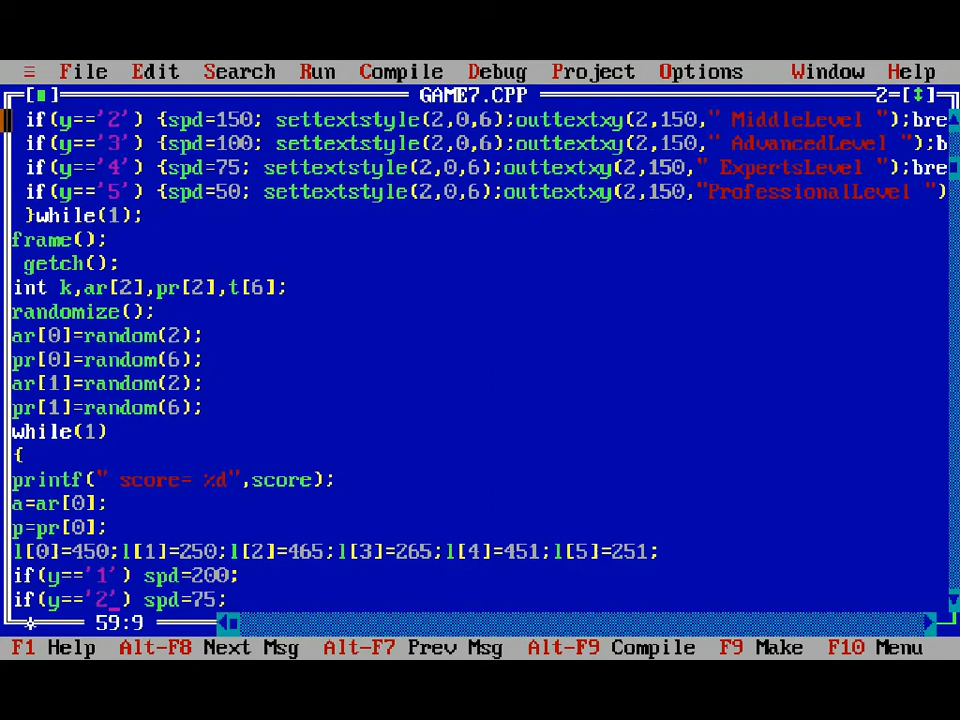 ≡ File Edit Search Run Compile Debug Project Options Window Help
[■] GAME7.CPP 2=[↕]
if(y=='2') {spd=150; settextstyle(2,0,6);outtextxy(2,150," MiddleLevel ");bre
if(y=='3') {spd=100; settextstyle(2,0,6);outtextxy(2,150," AdvancedLevel ");b
if(y=='4') {spd=75; settextstyle(2,0,6);outtextxy(2,150," ExpertsLevel ");bre
if(y=='5') {spd=50; settextstyle(2,0,6);outtextxy(2,150,"ProfessionalLevel ")
}while(1);
frame();
getch();
int k,ar[2],pr[2],t[6];
randomize();
ar[0]=random(2);
pr[0]=random(6);
ar[1]=random(2);
pr[1]=random(6);
while(1)
{
printf(" score= %d",score);
a=ar[0];
p=pr[0];
l[0]=450;l[1]=250;l[2]=465;l[3]=265;l[4]=451;l[5]=251;
if(y=='1') spd=200;
if(y=='2') spd=75;
59:9
F1 Help Alt-F8 Next Msg Alt-F7 Prev Msg Alt-F9 Compile F9 Make F10 Menu